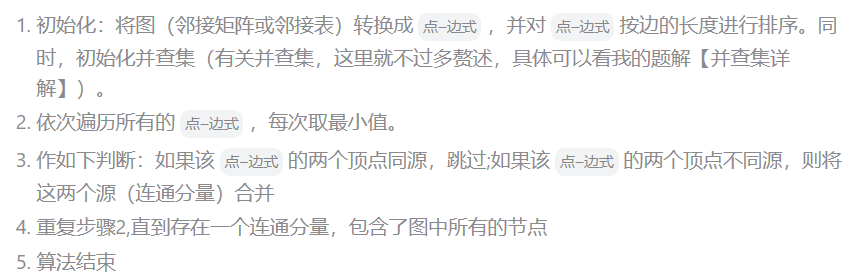 1. 初始化：将图（邻接矩阵或邻接表）转换成 点-边式 ，并对 点-边式 按边的长度进行排序。同
时，初始化并查集（有关并查集，这里就不过多赘述，具体可以看我的题解【并查集详
解】）。
2. 依次遍历所有的 点-边式 ，每次取最小值。
3. 作如下判断：如果该 点-边式 的两个顶点同源，跳过;如果该 点-边式 的两个顶点不同源，则将
这两个源（连通分量）合并
4. 重复步骤2,直到存在一个连通分量，包含了图中所有的节点
5. 算法结束